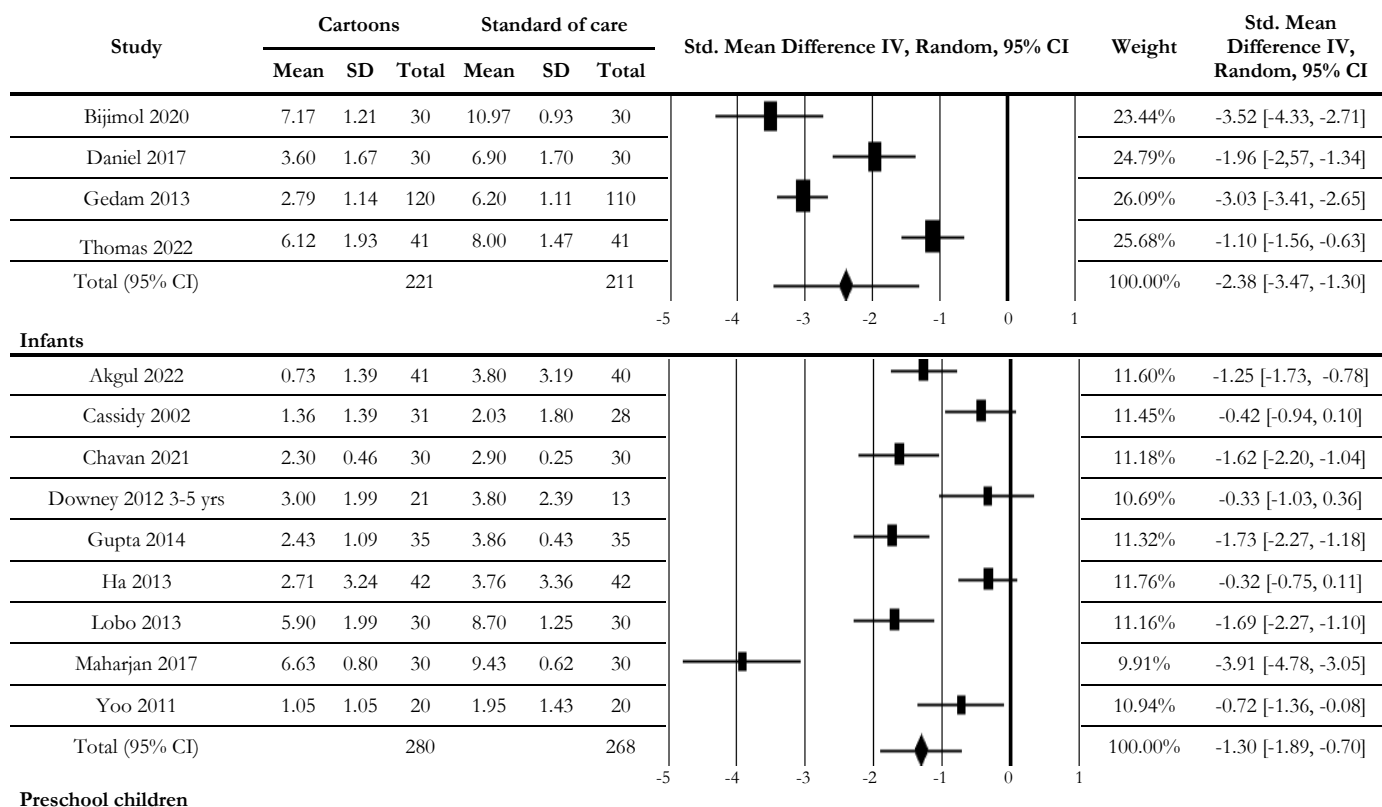 Study Cartoons Standard of care Std. Mean Difference IV, Random, 95% CI Weight Std. Mean Difference IV, Random, 95% CI
Mean SD Total Mean SD Total
Bijimol 2020 7.17 1.21 30 10.97 0.93 30 23.44% -3.52 [-4.33, -2.71]
Daniel 2017 3.60 1.67 30 6.90 1.70 30 24.79% -1.96 [-2,57, -1.34]
Gedam 2013 2.79 1.14 120 6.20 1.11 110 26.09% -3.03 [-3.41, -2.65]
Thomas 2022 6.12 1.93 41 8.00 1.47 41 25.68% -1.10 [-1.56, -0.63]
Total (95% CI) 221 211 100.00% -2.38 [-3.47, -1.30]
-5 -4 -3 -2 -1 0 1
Infants
Akgul 2022 0.73 1.39 41 3.80 3.19 40 11.60% -1.25 [-1.73, -0.78]
Cassidy 2002 1.36 1.39 31 2.03 1.80 28 11.45% -0.42 [-0.94, 0.10]
Chavan 2021 2.30 0.46 30 2.90 0.25 30 11.18% -1.62 [-2.20, -1.04]
Downey 2012 3-5 yrs 3.00 1.99 21 3.80 2.39 13 10.69% -0.33 [-1.03, 0.36]
Gupta 2014 2.43 1.09 35 3.86 0.43 35 11.32% -1.73 [-2.27, -1.18]
Ha 2013 2.71 3.24 42 3.76 3.36 42 11.76% -0.32 [-0.75, 0.11]
Lobo 2013 5.90 1.99 30 8.70 1.25 30 11.16% -1.69 [-2.27, -1.10]
Maharjan 2017 6.63 0.80 30 9.43 0.62 30 9.91% -3.91 [-4.78, -3.05]
Yoo 2011 1.05 1.05 20 1.95 1.43 20 10.94% -0.72 [-1.36, -0.08]
Total (95% CI) 280 268 100.00% -1.30 [-1.89, -0.70]
-5 -4 -3 -2 -1 0 1
Preschool children